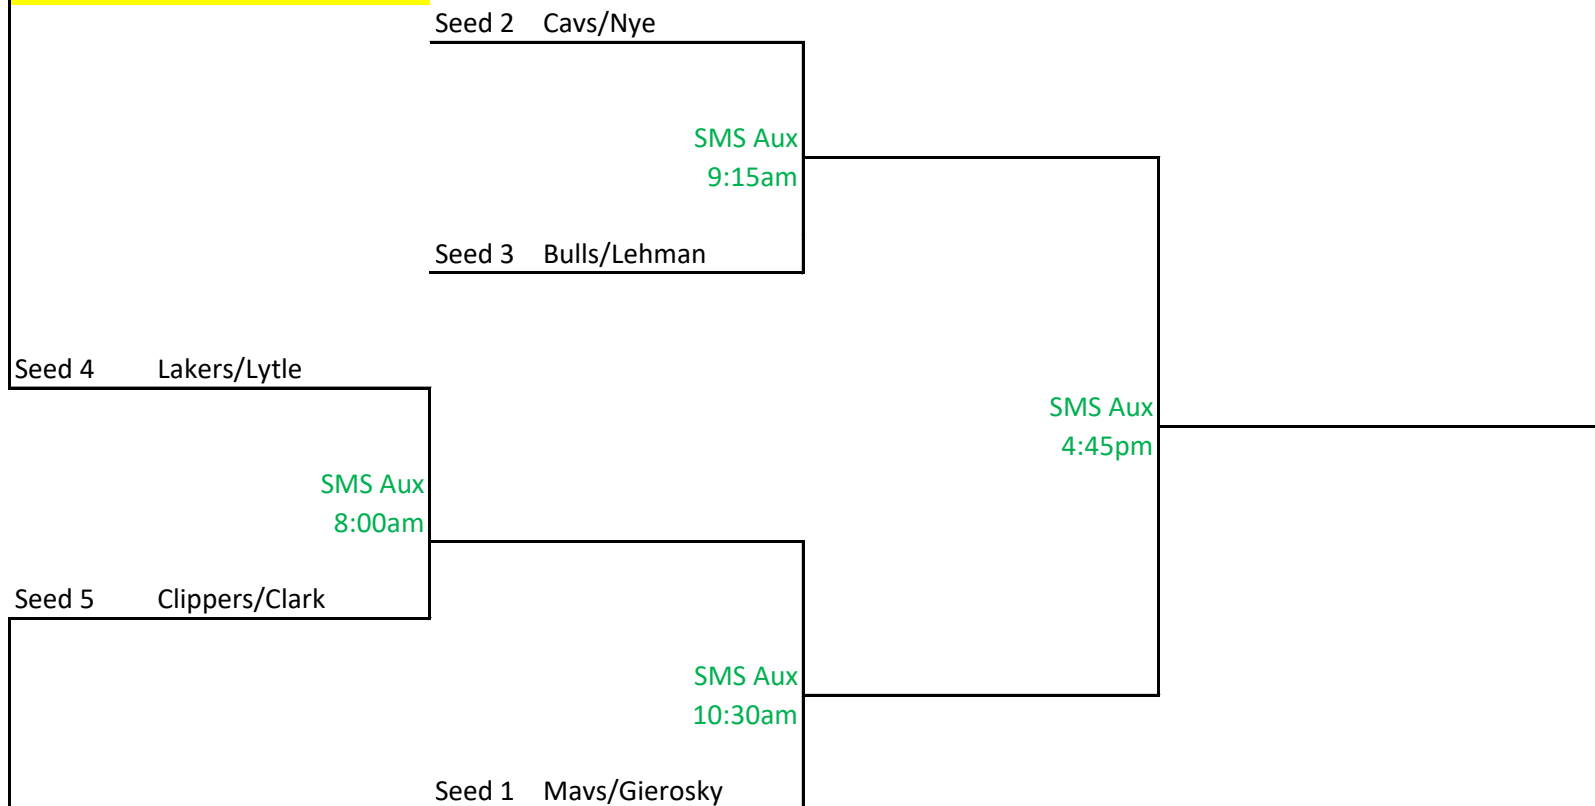 Seed 2 Cavs/Nye
SMS Aux
9:15am
Seed 3 Bulls/Lehman
Seed 4 Lakers/Lytle
SMS Aux
4:45pm
SMS Aux
8:00am
Seed 5 Clippers/Clark
SMS Aux
10:30am
Seed 1 Mavs/Gierosky